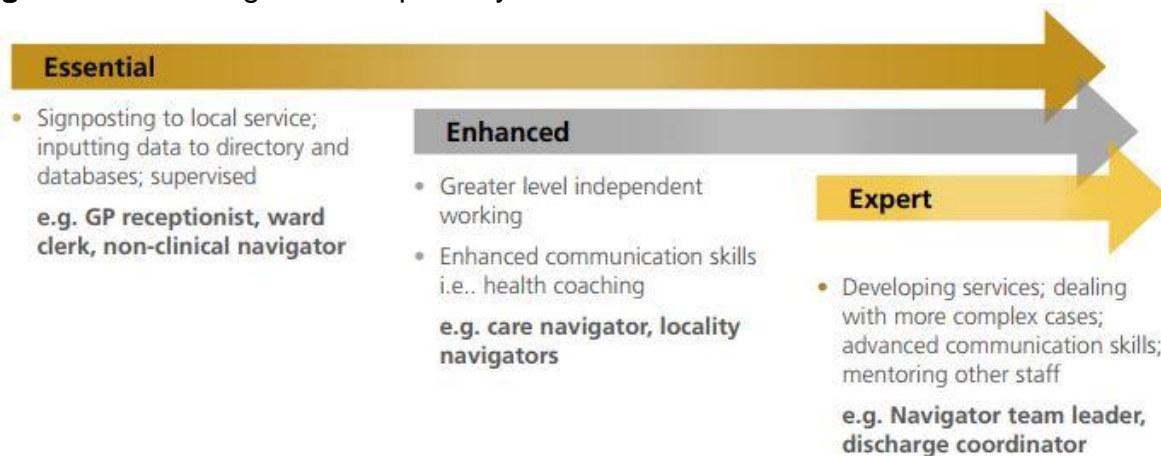 Essential
• Signposting to local service;
inputting data to directory and
databases; supervised
e.g. GP receptionist, ward
clerk, non-clinical navigator
Enhanced
• Greater level independent
working
• Enhanced communication skills
i.e.. health coaching
e.g. care navigator, locality
navigators
Expert
• Developing services; dealing
with more complex cases;
advanced communication skills;
mentoring other staff
e.g. Navigator team leader,
discharge coordinator